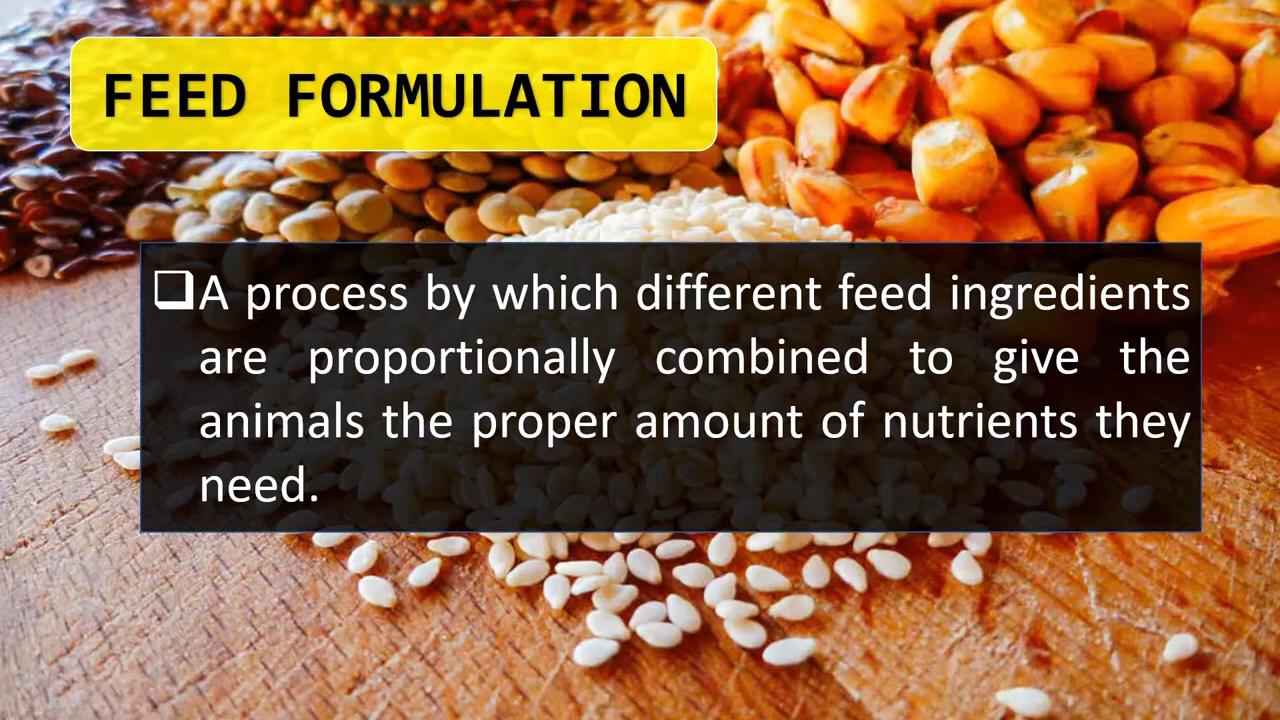 FEED FORMULATION
❑A process by which different feed ingredients
are proportionally combined to give the
animals the proper amount of nutrients they
need.